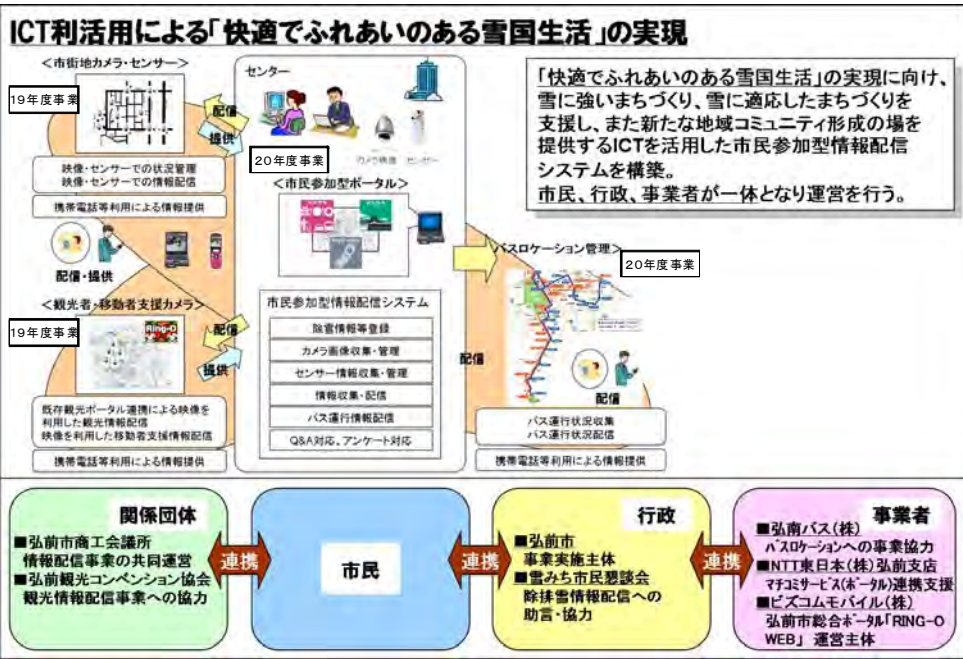 ICT利活用による「快適でふれあいのある雪国生活」の実現
＜市街地カメラ・センサー＞
19年度事業
配信
提供
映像・センサーでの状況管理
映像・センサーでの情報配信
携帯電話等利用による情報提供
配信・提供
＜観光者・移動者支援カメラ＞
19年度事業
Ring-O
配信
提供
既存観光ポータル連携による映像を
利用した観光情報配信
映像を利用した移動者支援情報配信
携帯電話等利用による情報提供
センター
20年度事業
カメラ映像
センサー
＜市民参加型ポータル＞
市民参加型情報配信システム
除雪情報等登録
カメラ画像収集・管理
センサー情報収集・管理
情報収集・配信
バス運行情報配信
Q&A対応、アンケート対応
「快適でふれあいのある雪国生活」の実現に向け、
雪に強いまちづくり、雪に適応したまちづくりを
支援し、また新たな地域コミュニティ形成の場を
提供するICTを活用した市民参加型情報配信
システムを構築。
市民、行政、事業者が一体となり運営を行う。
バスロケーション管理＞
20年度事業
配信
配信
バス運行状況収集
バス運行状況配信
携帯電話等利用による情報提供
関係団体
■弘前市商工会議所
情報配信事業の共同運営
■弘前観光コンベンション協会
観光情報配信事業への協力
連携
市民
連携
行政
■弘前市
事業実施主体
■雪みち市民懇談会
除排雪情報配信への
助言・協力
連携
事業者
■弘南バス(株)
バスロケーションへの事業協力
■NTT東日本(株)弘前支店
マチコミサービス(ポータル)連携支援
■ビズコムモバイル(株)
弘前市総合ポータル「RING-O
WEB」 運営主体